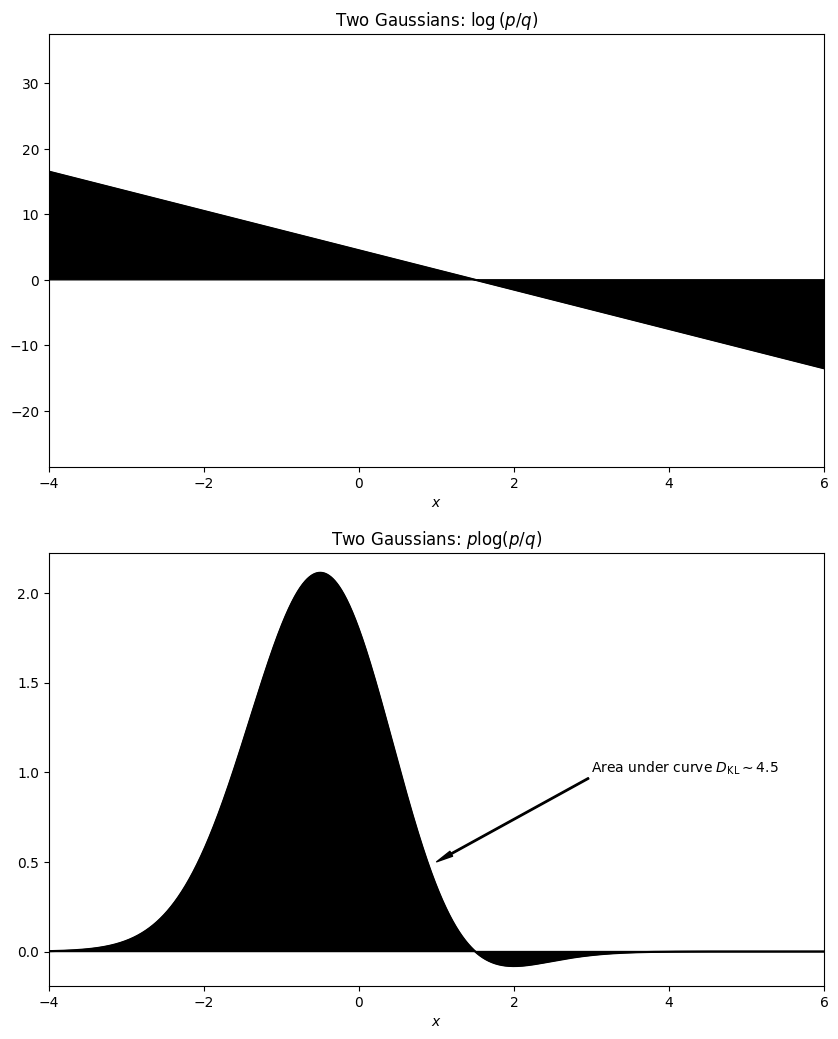 Two Gaussians: log (p/q)
30
20
10
0
−10
−20
−4 −2 0 2 4 6
x
Two Gaussians: plog(p/q)
2.0
1.5
1.0
0.5
0.0
Area under curve D_KL ∼ 4.5
−4 −2 0 2 4 6
x